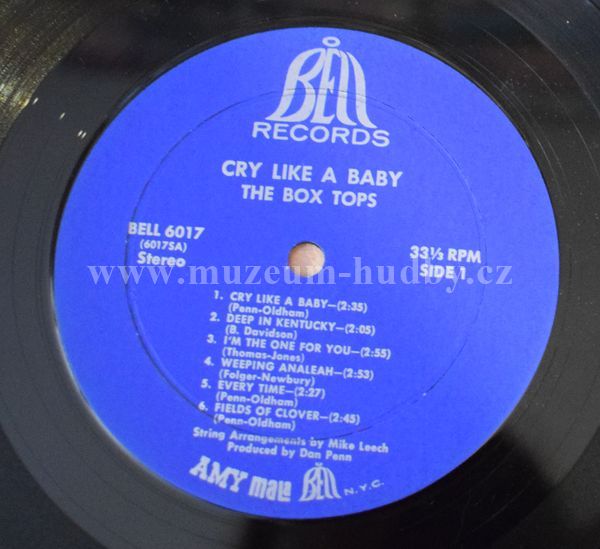 BELL
RECORDS
CRY LIKE A BABY
THE BOX TOPS
BELL 6017
(6017SA)
Stereo
33⅓ RPM
SIDE 1
www.muzeum-hudby.cz
1. CRY LIKE A BABY—(2:35)
(Penn-Oldham)
2. DEEP IN KENTUCKY—(2:05)
(B. Davidson)
3. I'M THE ONE FOR YOU—(2:55)
(Thomas-Jones)
4. WEEPING ANALEAH—(2:53)
(Folger-Newbury)
5. EVERY TIME—(2:27)
(Penn-Oldham)
6. FIELDS OF CLOVER—(2:45)
(Penn-Oldham)
String Arrangements by Mike Leech
Produced by Dan Penn
AMY mala BELL N.Y.C.